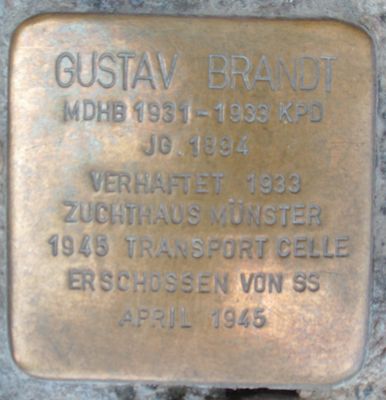 GUSTAV BRANDT
MDHB 1931-1933 KPD
JG. 1894
VERHAFTET 1933
ZUCHTHAUS MÜNSTER
1945 TRANSPORT CELLE
ERSCHOSSEN VON SS
APRIL 1945